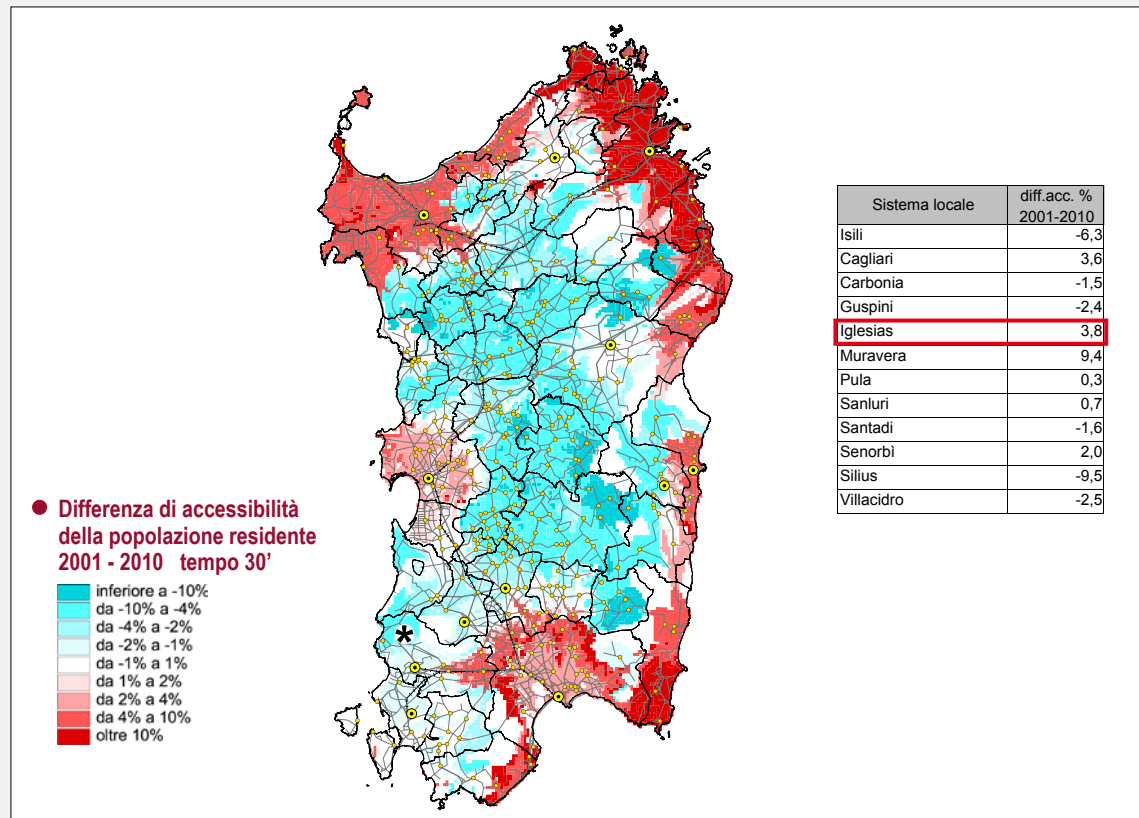 Sistema locale diff.acc. % 2001-2010
Isili -6,3
Cagliari 3,6
Carbonia -1,5
Guspini -2,4
Iglesias 3,8
Muravera 9,4
Pula 0,3
Sanluri 0,7
Santadi -1,6
Senorbì 2,0
Silius -9,5
Villacidro -2,5
Differenza di accessibilità
della popolazione residente
2001 - 2010 tempo 30’
inferiore a -10%
da -10% a -4%
da -4% a -2%
da -2% a -1%
da -1% a 1%
da 1% a 2%
da 2% a 4%
da 4% a 10%
oltre 10%
*